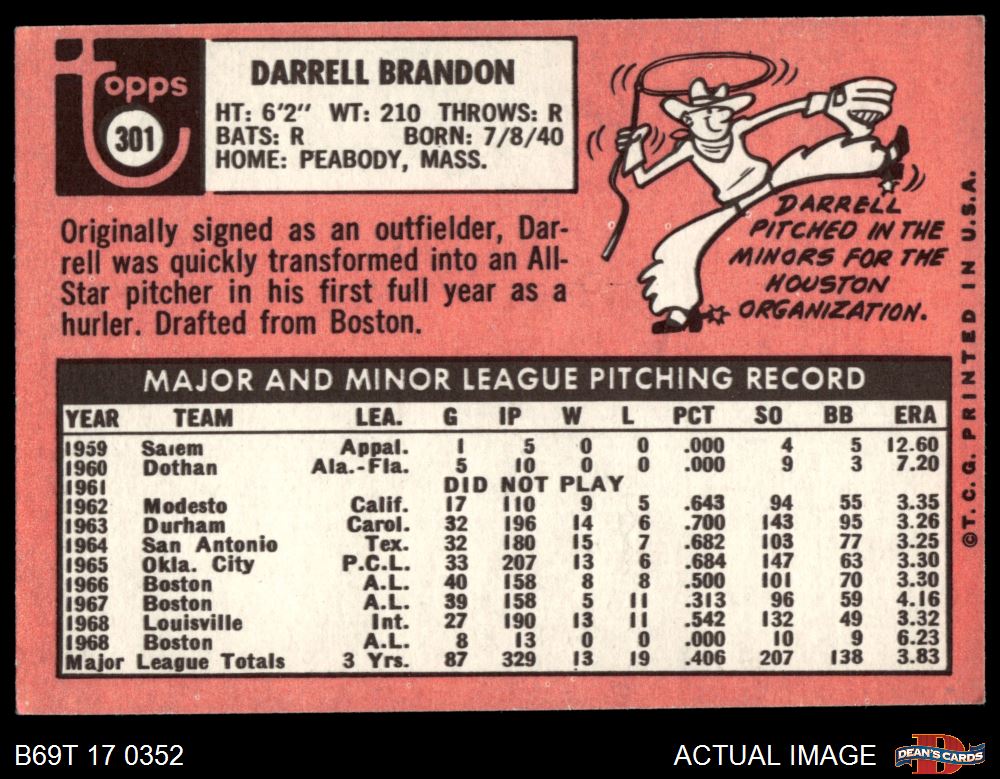 Topps
301
DARRELL BRANDON
HT: 6'2" WT: 210 THROWS: R
BATS: R BORN: 7/8/40
HOME: PEABODY, MASS.
Originally signed as an outfielder, Dar-
rell was quickly transformed into an All-
Star pitcher in his first full year as a
hurler. Drafted from Boston.
DARRELL
PITCHED IN THE
MINORS FOR THE
HOUSTON
ORGANIZATION.
MAJOR AND MINOR LEAGUE PITCHING RECORD
YEAR TEAM LEA. G IP W L PCT SO BB ERA
1959 Salem Appal. 1 5 0 0 .000 4 5 12.60
1960 Dothan Ala.-Fla. 5 10 0 0 .000 9 3 7.20
1961 DID NOT PLAY
1962 Modesto Calif. 17 110 9 5 .643 94 55 3.35
1963 Durham Carol. 32 196 14 6 .700 143 95 3.26
1964 San Antonio Tex. 32 180 15 7 .682 103 77 3.25
1965 Okla. City P.C.L. 33 207 13 6 .684 147 63 3.30
1966 Boston A.L. 40 158 8 8 .500 101 70 3.30
1967 Boston A.L. 39 158 5 11 .313 96 59 4.16
1968 Louisville Int. 27 190 13 11 .542 132 49 3.32
1968 Boston A.L. 8 13 0 0 .000 10 9 6.23
Major League Totals 3 Yrs. 87 329 13 19 .406 207 138 3.83
©T.C.G. PRINTED IN U.S.A.
B69T 17 0352
ACTUAL IMAGE
D
DEAN'S CARDS